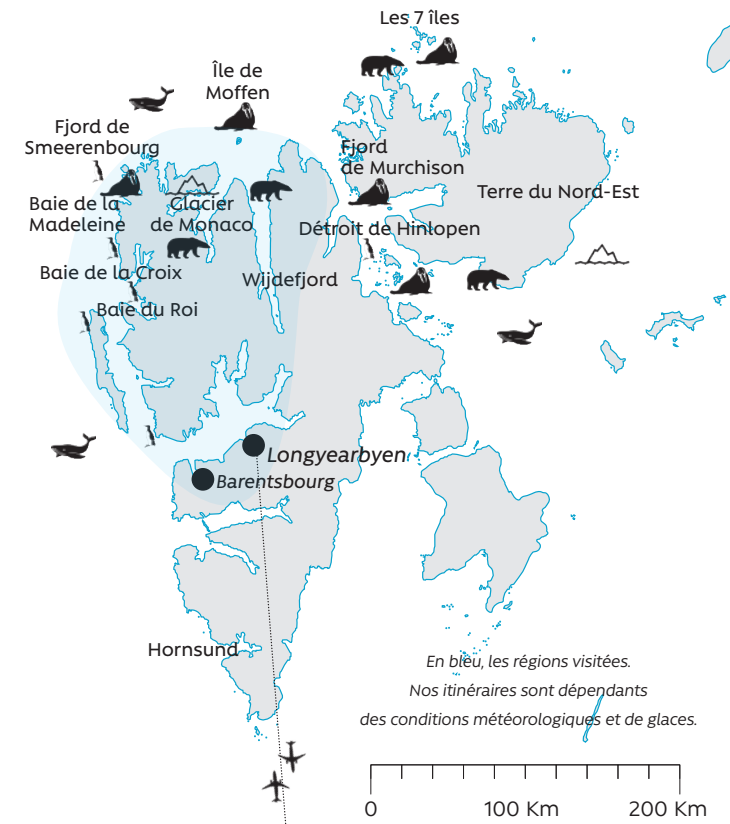 Les 7 îles
Île de
Moffen
Fjord de
Smeerenbourg
Fjord
de Murchison
Terre du Nord-Est
Baie de la
Madeleine
Glacier
de Monaco
Détroit de Hinlopen
Baie de la Croix
Wijdefjord
Baie du Roi
Longyearbyen
Barentsbourg
Hornsund
En bleu, les régions visitées.
Nos itinéraires sont dépendants
des conditions météorologiques et de glaces.
0 100 Km 200 Km